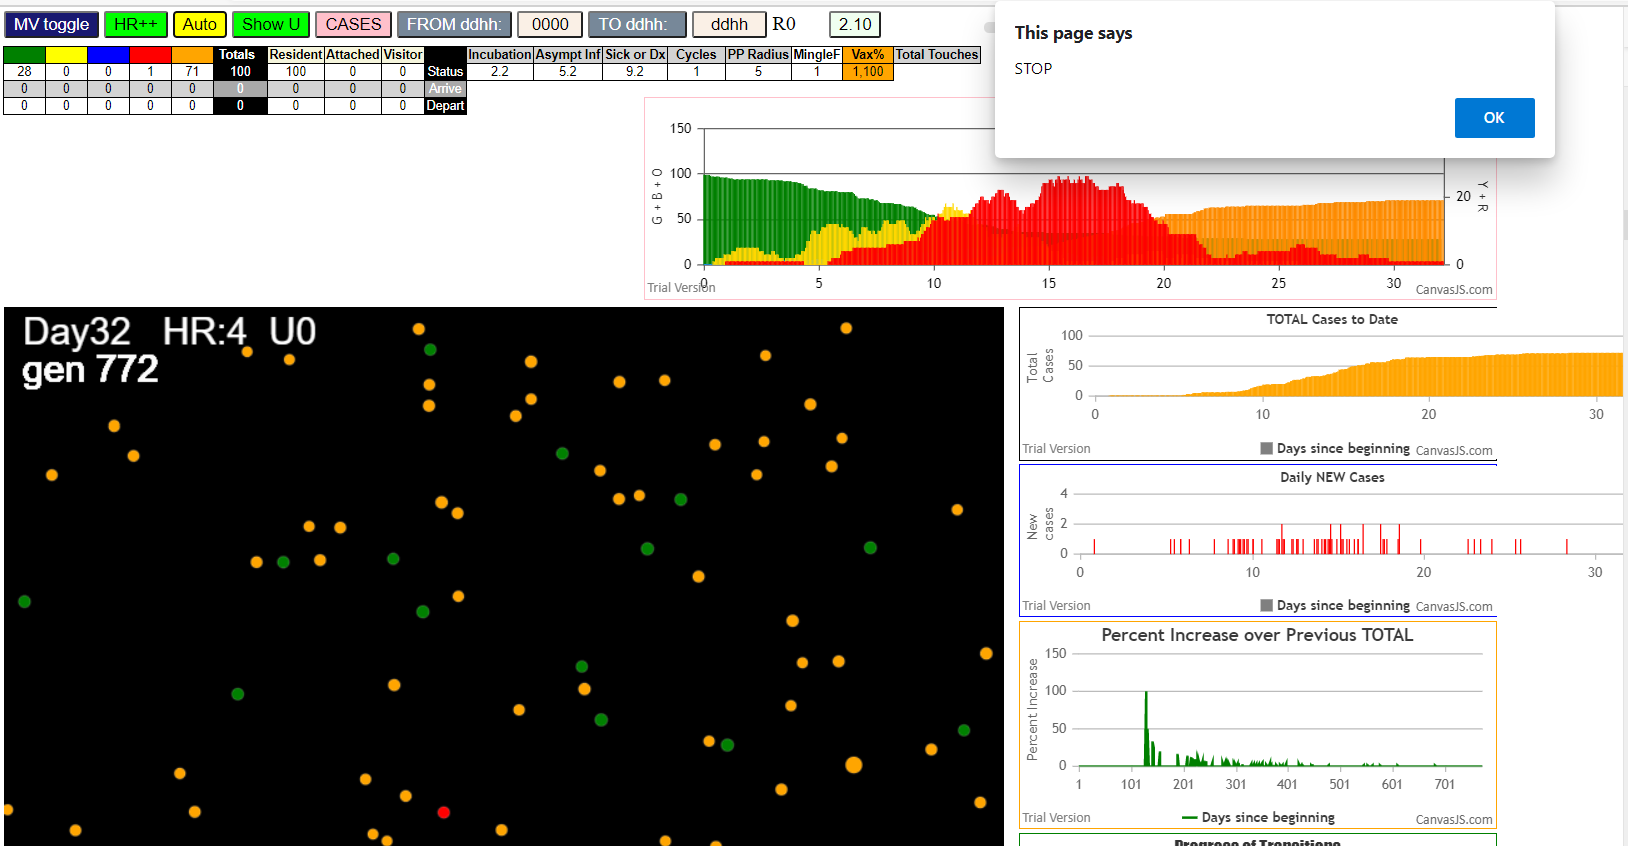 MV toggle HR++ Auto Show U CASES FROM ddhh: 0000 TO ddhh: ddhh R0 2.10
This page says
STOP
OK
Totals Resident Attached Visitor Incubation Asympt Inf Sick or Dx Cycles PP Radius MingleF Vax% Total Touches
28 0 0 1 71 100 100 0 0 Status 2.2 5.2 9.2 1 5 1 1,100
0 0 0 0 0 0 0 0 0 Arrive
0 0 0 0 0 0 0 0 0 Depart
150
100
50
0
G + B + O
20
0
Y + R
0 5 10 15 20 25 30
Trial Version CanvasJS.com
Day32 HR:4 U0
gen 772
TOTAL Cases to Date
100
50
0
Total
Cases
0 10 20 30
Days since beginning
Trial Version CanvasJS.com
Daily NEW Cases
4
2
0
New
cases
0 10 20 30
Days since beginning
Trial Version CanvasJS.com
Percent Increase over Previous TOTAL
150
100
50
0
Percent Increase
1 101 201 301 401 501 601 701
Days since beginning
Trial Version CanvasJS.com
Progress of Transitions